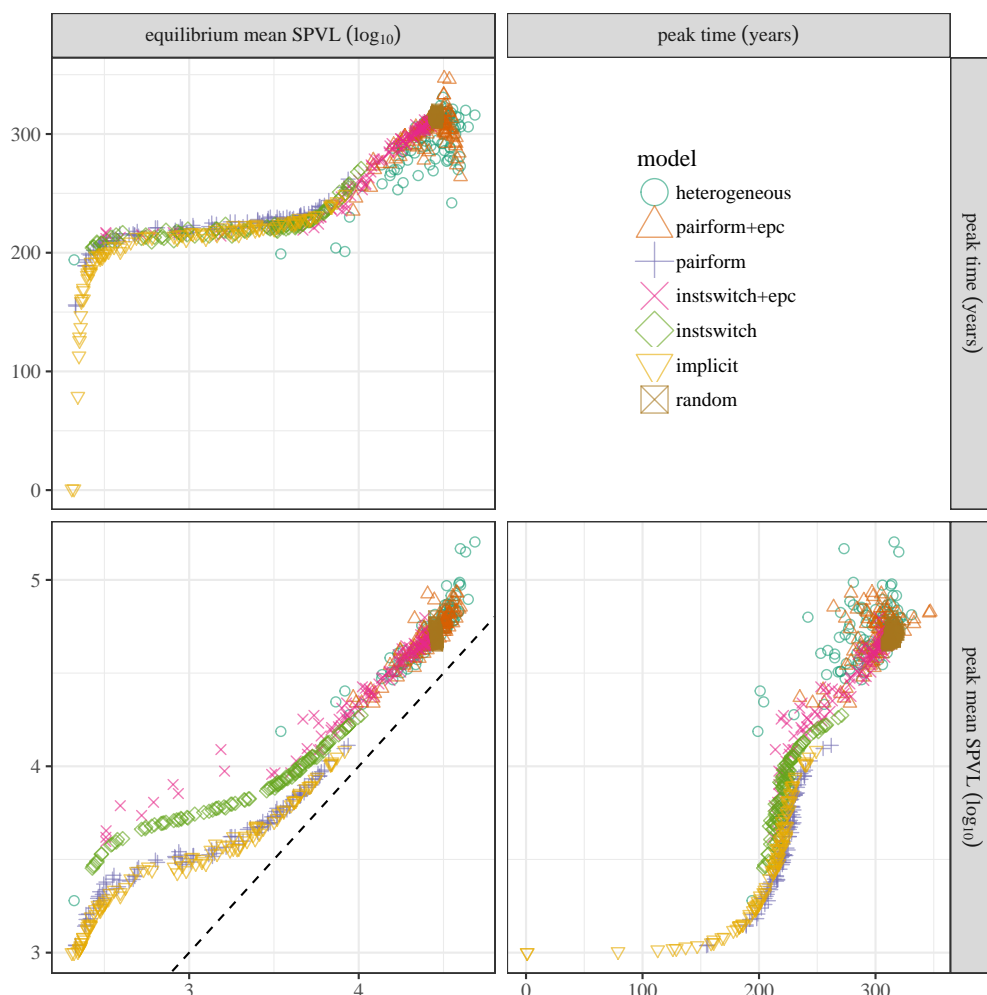 equilibrium mean SPVL (log₁₀)
peak time (years)
300
200
100
0
peak time (years)
model
heterogeneous
pairform+epc
pairform
instswitch+epc
instswitch
implicit
random
5
4
3
peak mean SPVL (log₁₀)
3
4
0
100
200
300